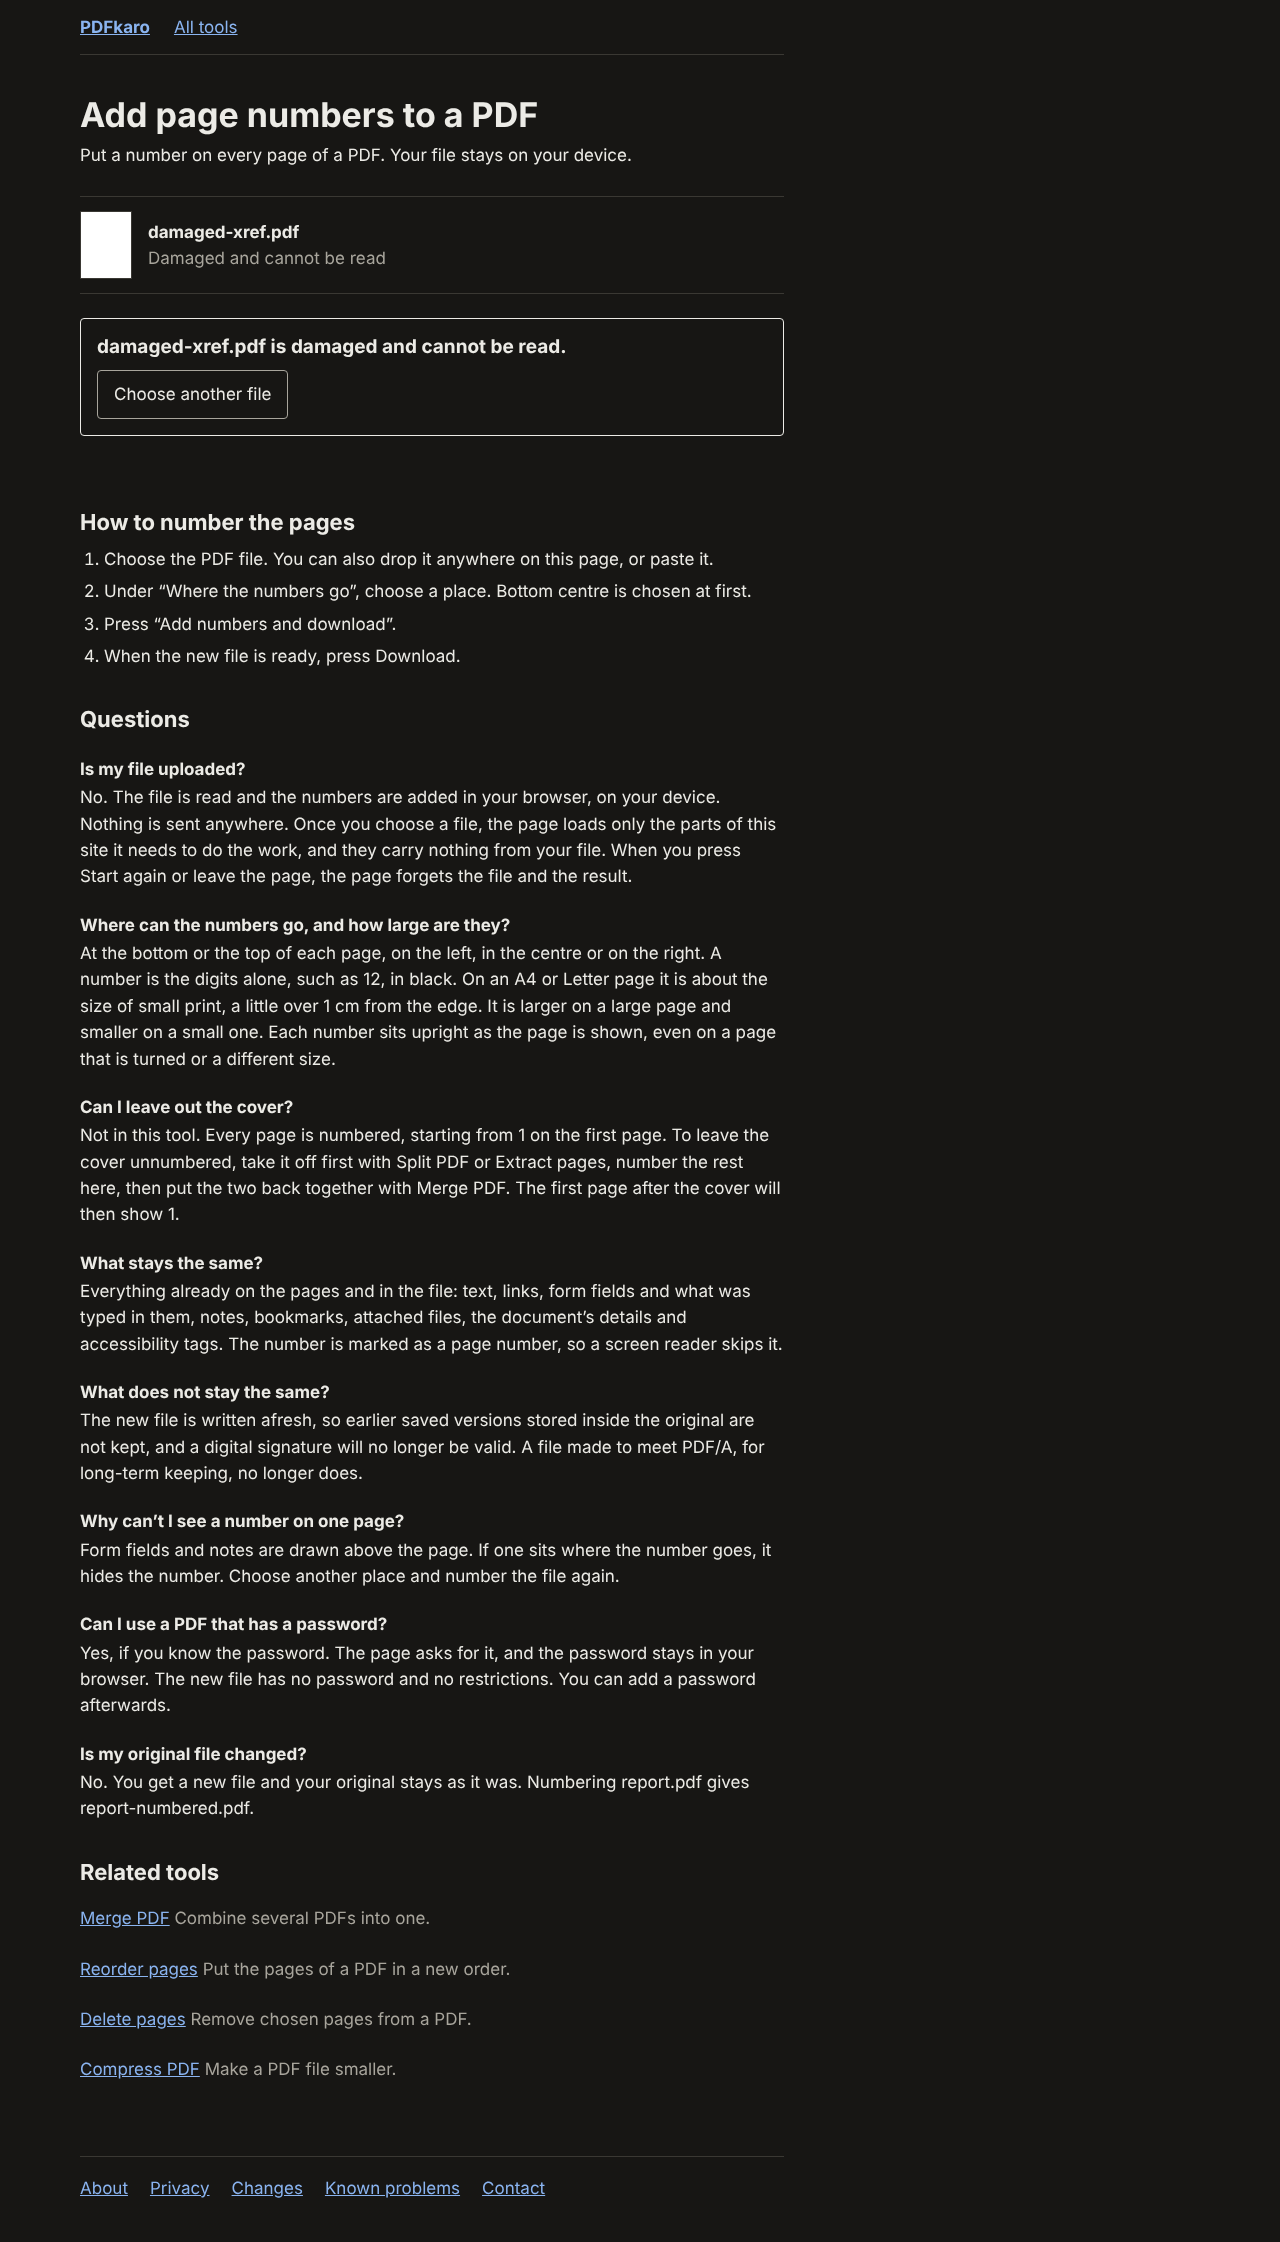 PDFkaro All tools
Add page numbers to a PDF
Put a number on every page of a PDF. Your file stays on your device.
damaged-xref.pdf
Damaged and cannot be read
damaged-xref.pdf is damaged and cannot be read.
Choose another file
How to number the pages
1. Choose the PDF file. You can also drop it anywhere on this page, or paste it.
2. Under “Where the numbers go”, choose a place. Bottom centre is chosen at first.
3. Press “Add numbers and download”.
4. When the new file is ready, press Download.
Questions
Is my file uploaded?
No. The file is read and the numbers are added in your browser, on your device.
Nothing is sent anywhere. Once you choose a file, the page loads only the parts of this
site it needs to do the work, and they carry nothing from your file. When you press
Start again or leave the page, the page forgets the file and the result.
Where can the numbers go, and how large are they?
At the bottom or the top of each page, on the left, in the centre or on the right. A
number is the digits alone, such as 12, in black. On an A4 or Letter page it is about the
size of small print, a little over 1 cm from the edge. It is larger on a large page and
smaller on a small one. Each number sits upright as the page is shown, even on a page
that is turned or a different size.
Can I leave out the cover?
Not in this tool. Every page is numbered, starting from 1 on the first page. To leave the
cover unnumbered, take it off first with Split PDF or Extract pages, number the rest
here, then put the two back together with Merge PDF. The first page after the cover will
then show 1.
What stays the same?
Everything already on the pages and in the file: text, links, form fields and what was
typed in them, notes, bookmarks, attached files, the document’s details and
accessibility tags. The number is marked as a page number, so a screen reader skips it.
What does not stay the same?
The new file is written afresh, so earlier saved versions stored inside the original are
not kept, and a digital signature will no longer be valid. A file made to meet PDF/A, for
long-term keeping, no longer does.
Why can’t I see a number on one page?
Form fields and notes are drawn above the page. If one sits where the number goes, it
hides the number. Choose another place and number the file again.
Can I use a PDF that has a password?
Yes, if you know the password. The page asks for it, and the password stays in your
browser. The new file has no password and no restrictions. You can add a password
afterwards.
Is my original file changed?
No. You get a new file and your original stays as it was. Numbering report.pdf gives
report-numbered.pdf.
Related tools
Merge PDF Combine several PDFs into one.
Reorder pages Put the pages of a PDF in a new order.
Delete pages Remove chosen pages from a PDF.
Compress PDF Make a PDF file smaller.
About Privacy Changes Known problems Contact